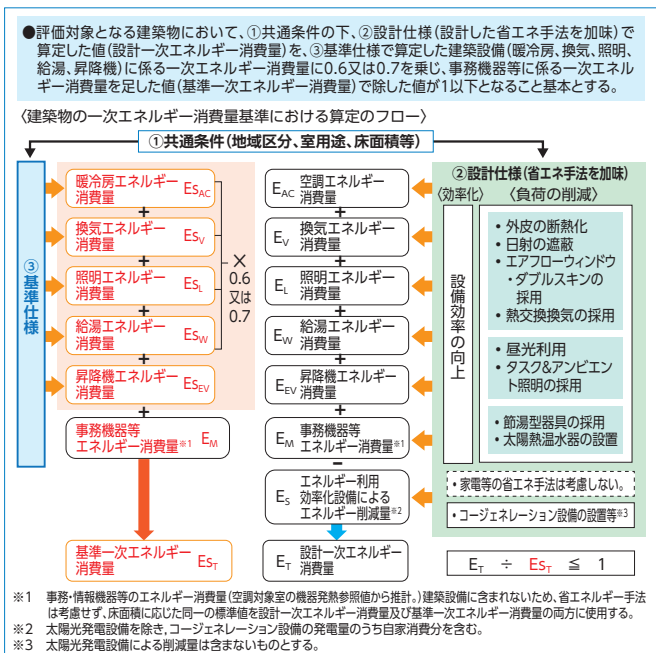 ●評価対象となる建築物において、①共通条件の下、②設計仕様(設計した省エネ手法を加味)で
算定した値(設計一次エネルギー消費量)を、③基準仕様で算定した建築設備(暖冷房、換気、照明、
給湯、昇降機)に係る一次エネルギー消費量に0.6又は0.7を乗じ、事務機器等に係る一次エネル
ギー消費量を足した値(基準一次エネルギー消費量)で除した値が1以下となること基本とする。
〈建築物の一次エネルギー消費量基準における算定のフロー〉
①共通条件(地域区分、室用途、床面積等)
③基準仕様
暖冷房エネルギー
消費量 EsAC
+
換気エネルギー
消費量 EsV
+
照明エネルギー
消費量 EsL
+
給湯エネルギー
消費量 EsW
+
昇降機エネルギー
消費量 EsEV
×
0.6
又は
0.7
+
事務機器等
エネルギー消費量※1 EM
基準一次エネルギー
消費量 EsT
EAC 空調エネルギー
消費量
+
EV 換気エネルギー
消費量
+
EL 照明エネルギー
消費量
+
EW 給湯エネルギー
消費量
+
EEV 昇降機エネルギー
消費量
+
EM 事務機器等
エネルギー消費量※1
−
ES エネルギー利用
効率化設備による
エネルギー削減量※2
ET 設計一次エネルギー
消費量
②設計仕様(省エネ手法を加味)
〈効率化〉 〈負荷の削減〉
設備効率の向上
・外皮の断熱化
・日射の遮蔽
・エアフローウィンドウ
・ダブルスキンの
採用
・熱交換換気の採用
・昼光利用
・タスク&アンビエン
ト照明の採用
・節湯型器具の採用
・太陽熱温水器の設置
・家電等の省エネ手法は考慮しない。
・コージェネレーション設備の設置等※3
ET ÷ EsT ≦ 1
※1 事務・情報機器等のエネルギー消費量(空調対象室の機器発熱参照値から推計。)建築設備に含まれないため、省エネルギー手法
は考慮せず、床面積に応じた同一の標準値を設計一次エネルギー消費量及び基準一次エネルギー消費量の両方に使用する。
※2 太陽光発電設備を除き、コージェネレーション設備の発電量のうち自家消費分を含む。
※3 太陽光発電設備による削減量は含まないものとする。